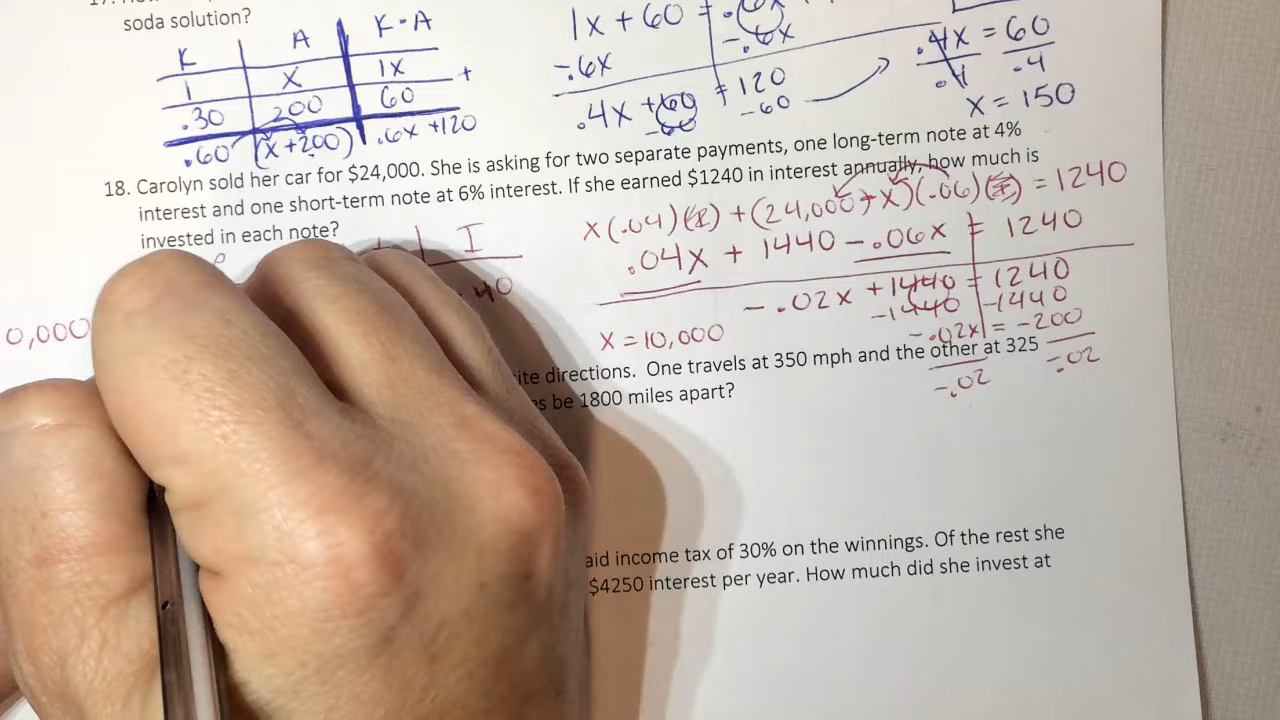 soda solution?
K A K·A
1 X 1X +
.30 200 60
.60 (x+200) .6x +120
1x + 60 =
-.6x -.6x
.4x +60 = 120
-60 -60
.4x = 60
.4 .4
x = 150
18. Carolyn sold her car for $24,000. She is asking for two separate payments, one long-term note at 4%
interest and one short-term note at 6% interest. If she earned $1240 in interest annually, how much is
invested in each note?
I
40
0,000
x(.04)(1) + (24,000-x)(.06)(1) = 1240
.04x + 1440 -.06x = 1240
-.02x +1440 = 1240
-1440 -1440
-.02x = -200
-.02 -.02
x = 10,000
directions. One travels at 350 mph and the other at 325
be 1800 miles apart?
income tax of 30% on the winnings. Of the rest she
$4250 interest per year. How much did she invest at